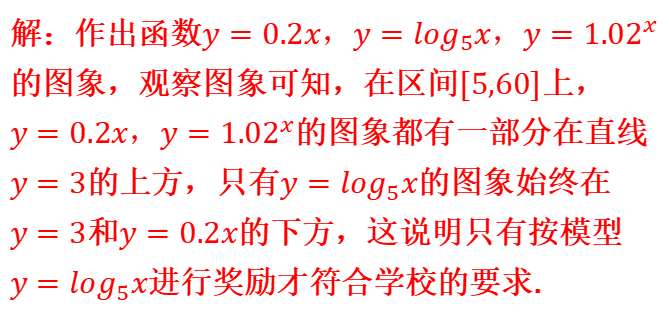 解：作出函数y = 0.2x，y = log₅x，y = 1.02ˣ
的图象，观察图象可知，在区间[5,60]上，
y = 0.2x，y = 1.02ˣ的图象都有一部分在直线
y = 3的上方，只有y = log₅x的图象始终在
y = 3和y = 0.2x的下方，这说明只有按模型
y = log₅x进行奖励才符合学校的要求.